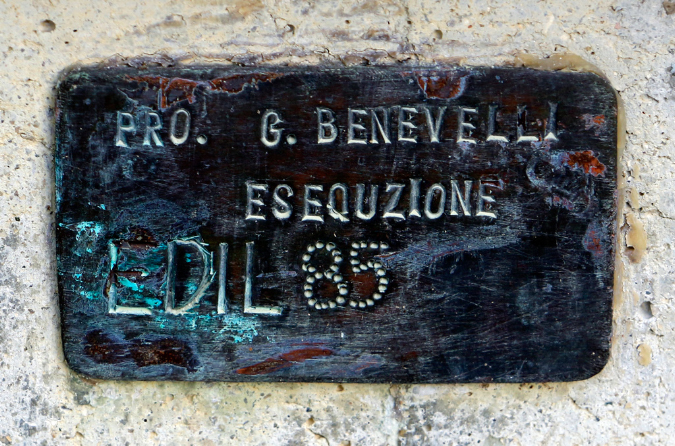 PRO. G. BENEVELLI
ESEQUZIONE
EDIL 85